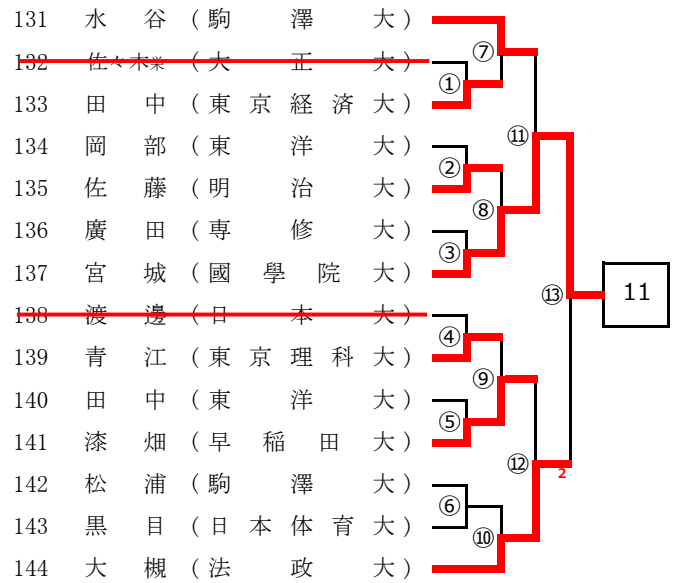 131 水谷（駒澤大） ⑦
132 佐々木栄（大正大） ①
133 田中（東京経済大） ⑪
134 岡部（東洋大） ②
135 佐藤（明治大） ⑧
136 廣田（専修大） ③
137 宮城（國學院大） ⑬ 11
138 渡邊（日本大） ④
139 青江（東京理科大） ⑨
140 田中（東洋大） ⑤
141 漆畑（早稲田大） ⑫ 2
142 松浦（駒澤大） ⑥
143 黒目（日本体育大） ⑩
144 大槻（法政大）